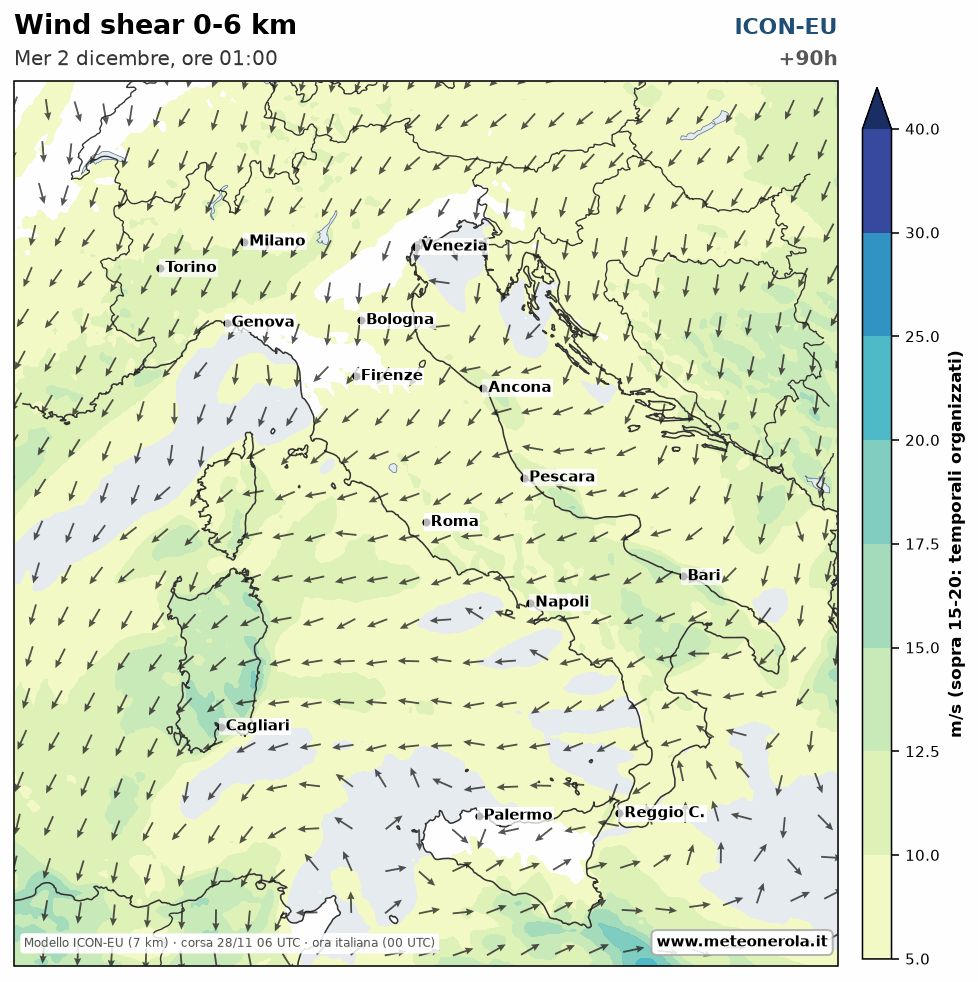 Wind shear 0-6 km
ICON-EU
Mer 2 dicembre, ore 01:00
+90h
40.0
30.0
25.0
20.0
17.5
15.0
12.5
10.0
5.0
m/s (sopra 15-20: temporali organizzati)
Milano
Venezia
Torino
Genova
Bologna
Firenze
Ancona
Pescara
Roma
Bari
Napoli
Cagliari
Palermo
Reggio C.
Modello ICON-EU (7 km) · corsa 28/11 06 UTC · ora italiana (00 UTC)
www.meteonerola.it